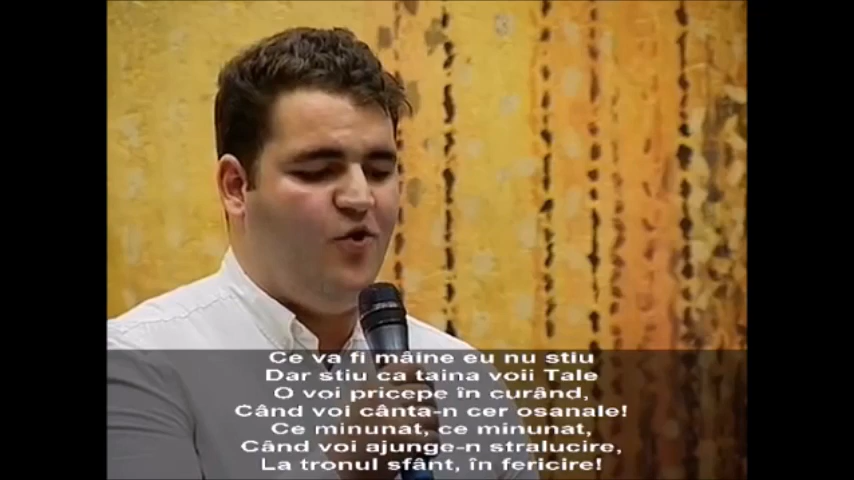 Ce va fi mâine eu nu stiu
Dar stiu ca taina voii Tale
O voi pricepe în curând,
Când voi cânta-n cer osanale!
Ce minunat, ce minunat,
Când voi ajunge-n stralucire,
La tronul sfânt, în fericire!